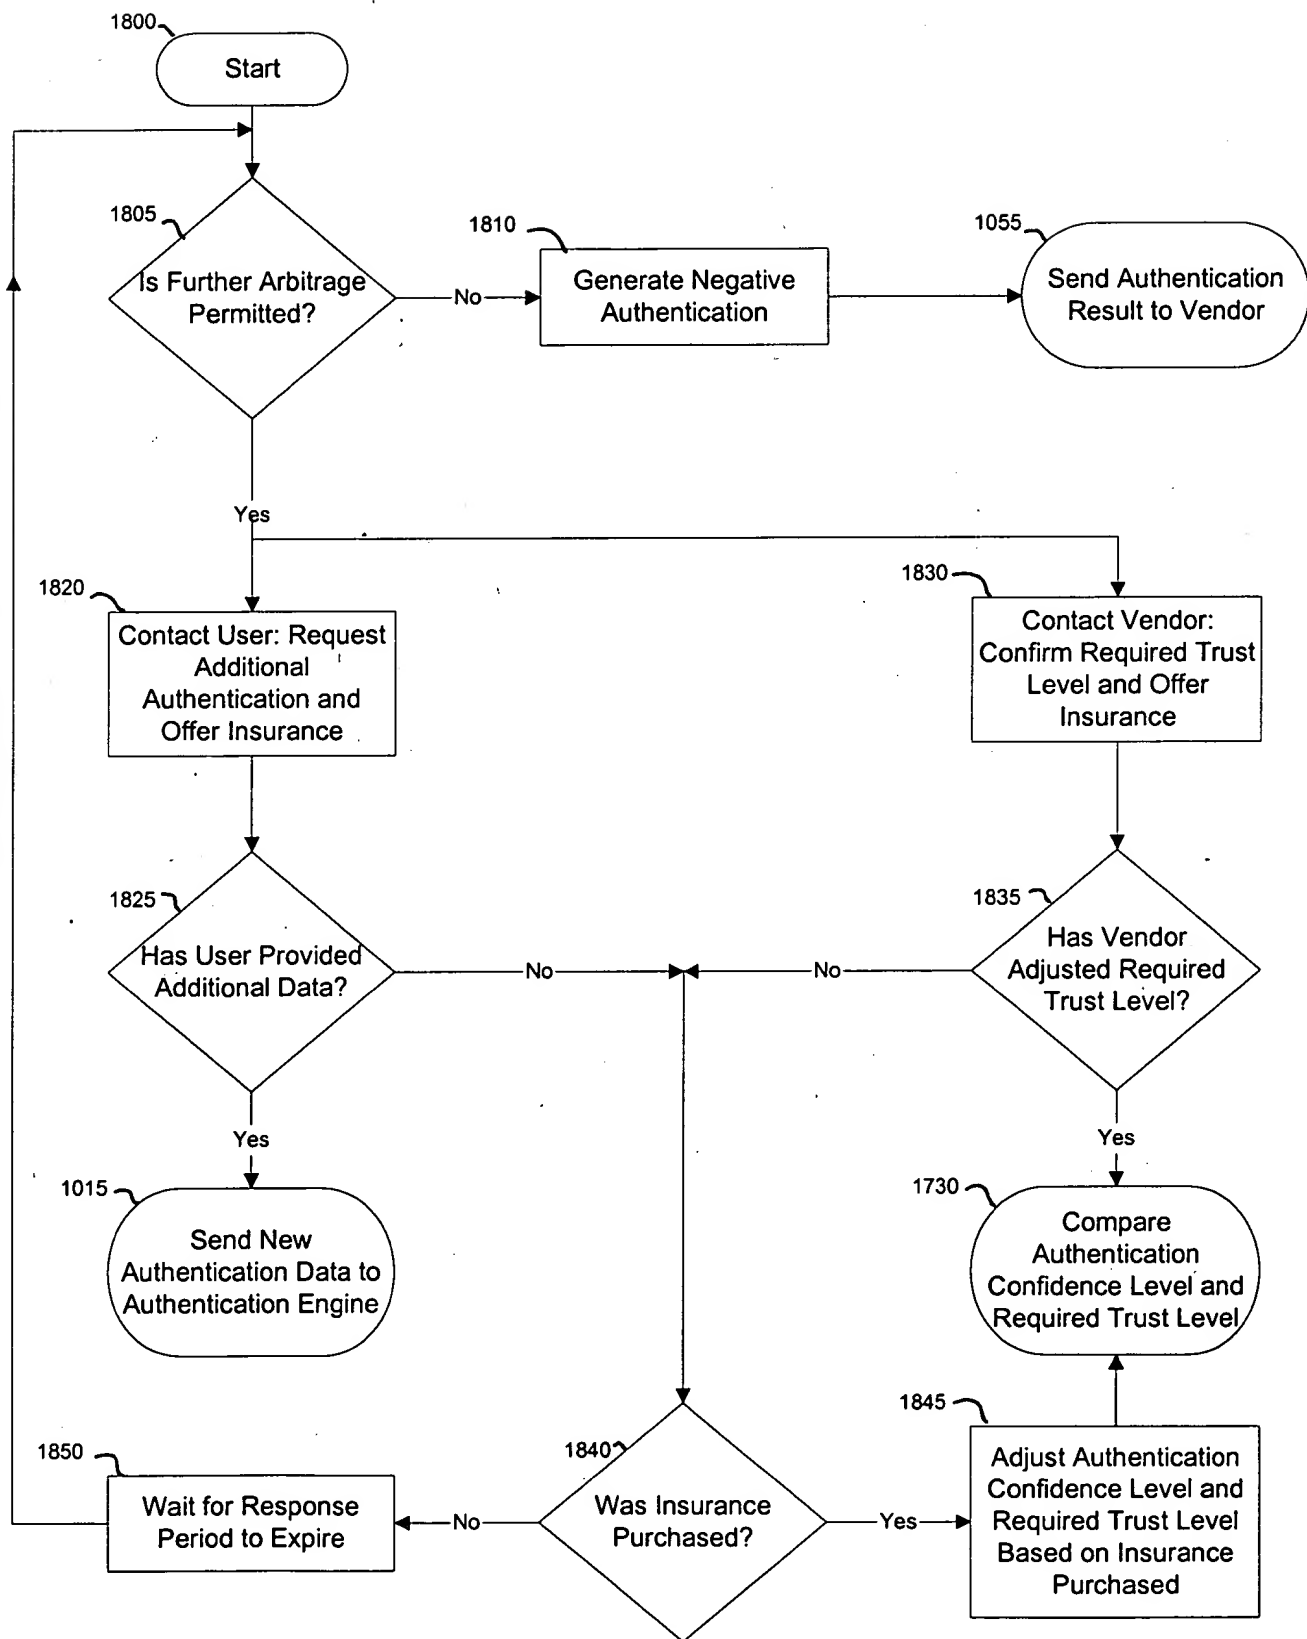 1800
Start
1805
Is Further Arbitrage
Permitted?
No
1810
Generate Negative
Authentication
1055
Send Authentication
Result to Vendor
Yes
1820
Contact User: Request
Additional
Authentication and
Offer Insurance
1830
Contact Vendor:
Confirm Required Trust
Level and Offer
Insurance
1825
Has User Provided
Additional Data?
No
No
1835
Has Vendor
Adjusted Required
Trust Level?
Yes
Yes
1015
Send New
Authentication Data to
Authentication Engine
1730
Compare
Authentication
Confidence Level and
Required Trust Level
1850
Wait for Response
Period to Expire
No
1840
Was Insurance
Purchased?
Yes
1845
Adjust Authentication
Confidence Level and
Required Trust Level
Based on Insurance
Purchased